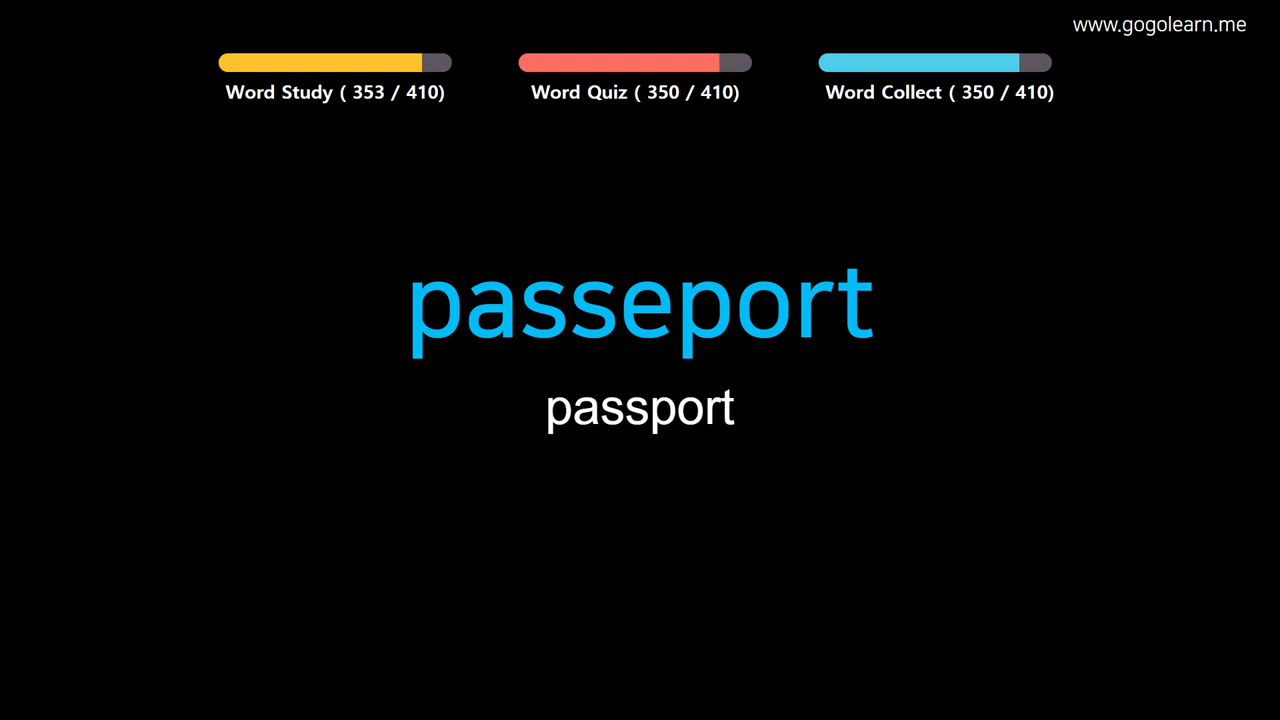 www.gogolearn.me
Word Study ( 353 / 410)
Word Quiz ( 350 / 410)
Word Collect ( 350 / 410)
passeport
passport